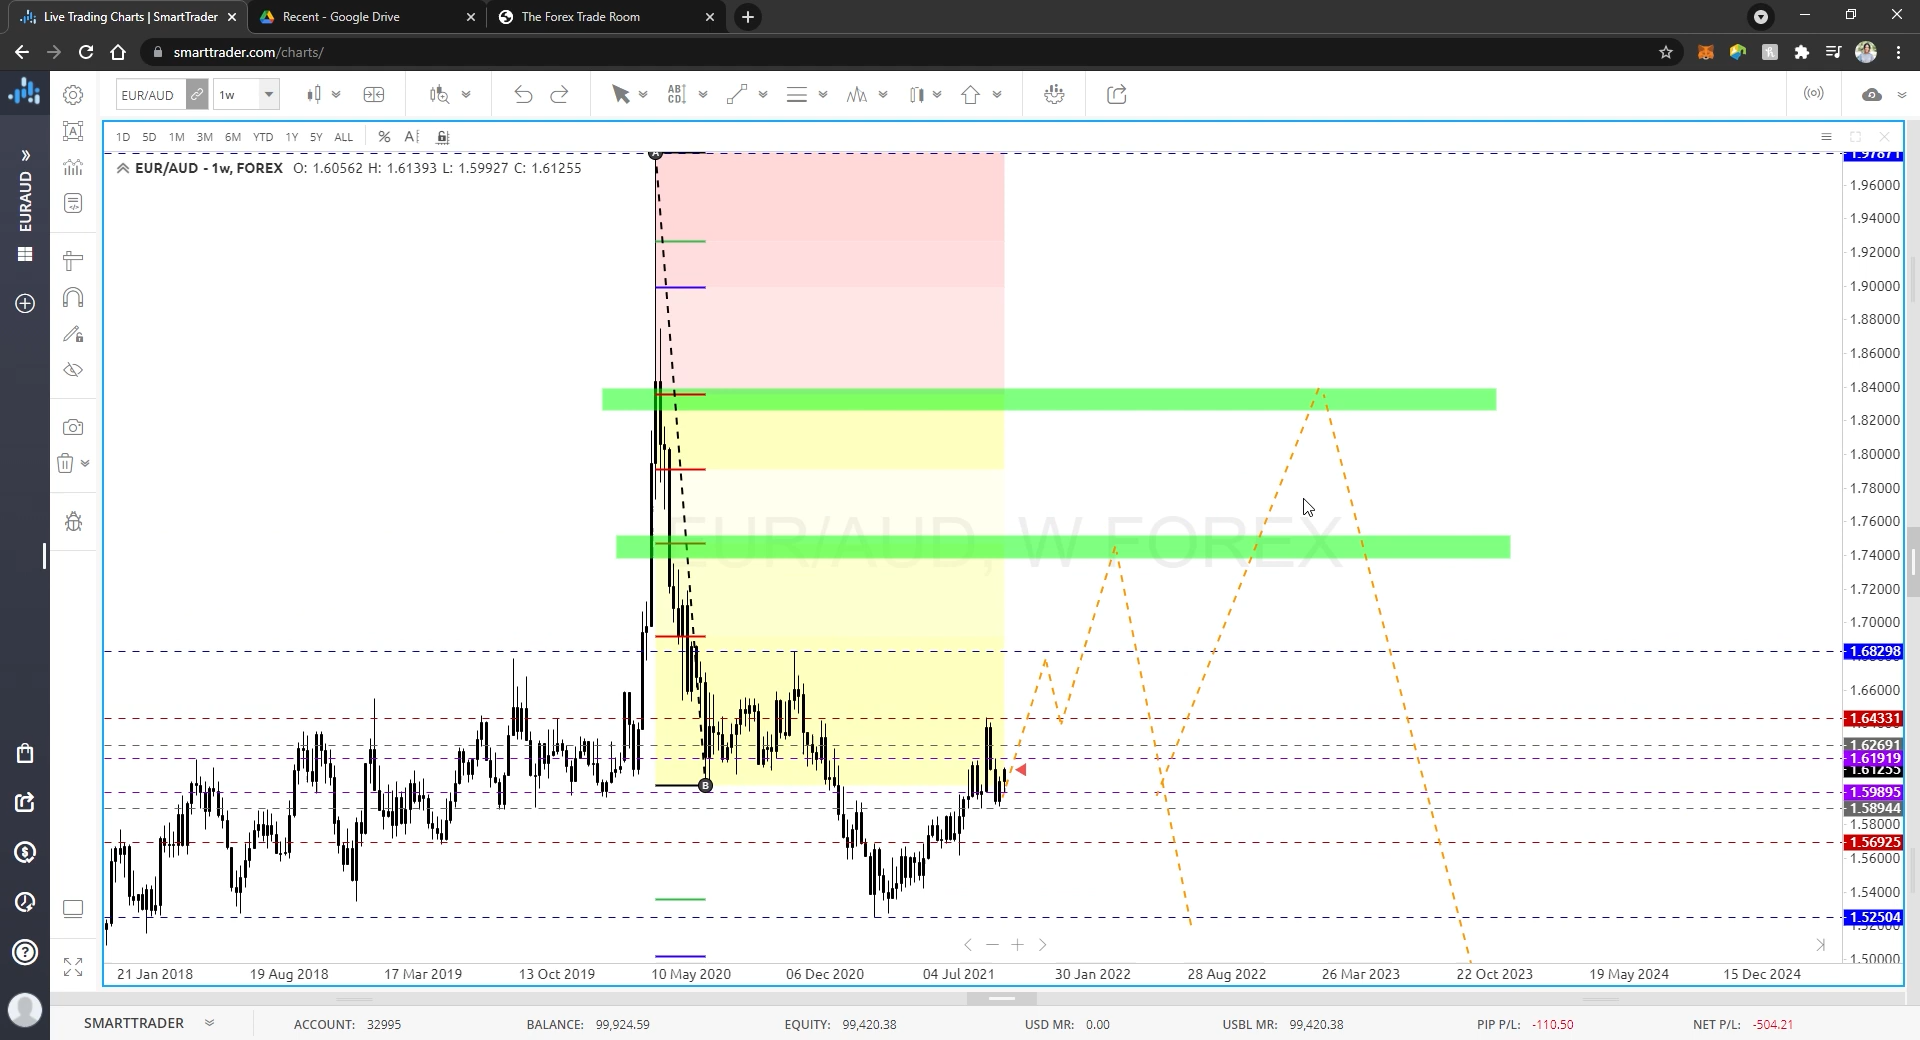 Live Trading Charts | SmartTrader
Recent - Google Drive
The Forex Trade Room
smarttrader.com/charts/
EUR/AUD
1w
AB
CD
1D 5D 1M 3M 6M YTD 1Y 5Y ALL % A
EUR/AUD - 1w, FOREX O: 1.60562 H: 1.61393 L: 1.59927 C: 1.61255
EURAUD
EUR/AUD, W FOREX
A
B
1.97871
1.96000
1.94000
1.92000
1.90000
1.88000
1.86000
1.84000
1.82000
1.80000
1.78000
1.76000
1.74000
1.72000
1.70000
1.68298
1.66000
1.64331
1.62691
1.61919
1.61255
1.59895
1.58944
1.58000
1.56925
1.56000
1.54000
1.52504
1.52000
1.50000
21 Jan 2018
19 Aug 2018
17 Mar 2019
13 Oct 2019
10 May 2020
06 Dec 2020
04 Jul 2021
30 Jan 2022
28 Aug 2022
26 Mar 2023
22 Oct 2023
19 May 2024
15 Dec 2024
SMARTTRADER
ACCOUNT: 32995
BALANCE: 99,924.59
EQUITY: 99,420.38
USD MR: 0.00
USBL MR: 99,420.38
PIP P/L: -110.50
NET P/L: -504.21